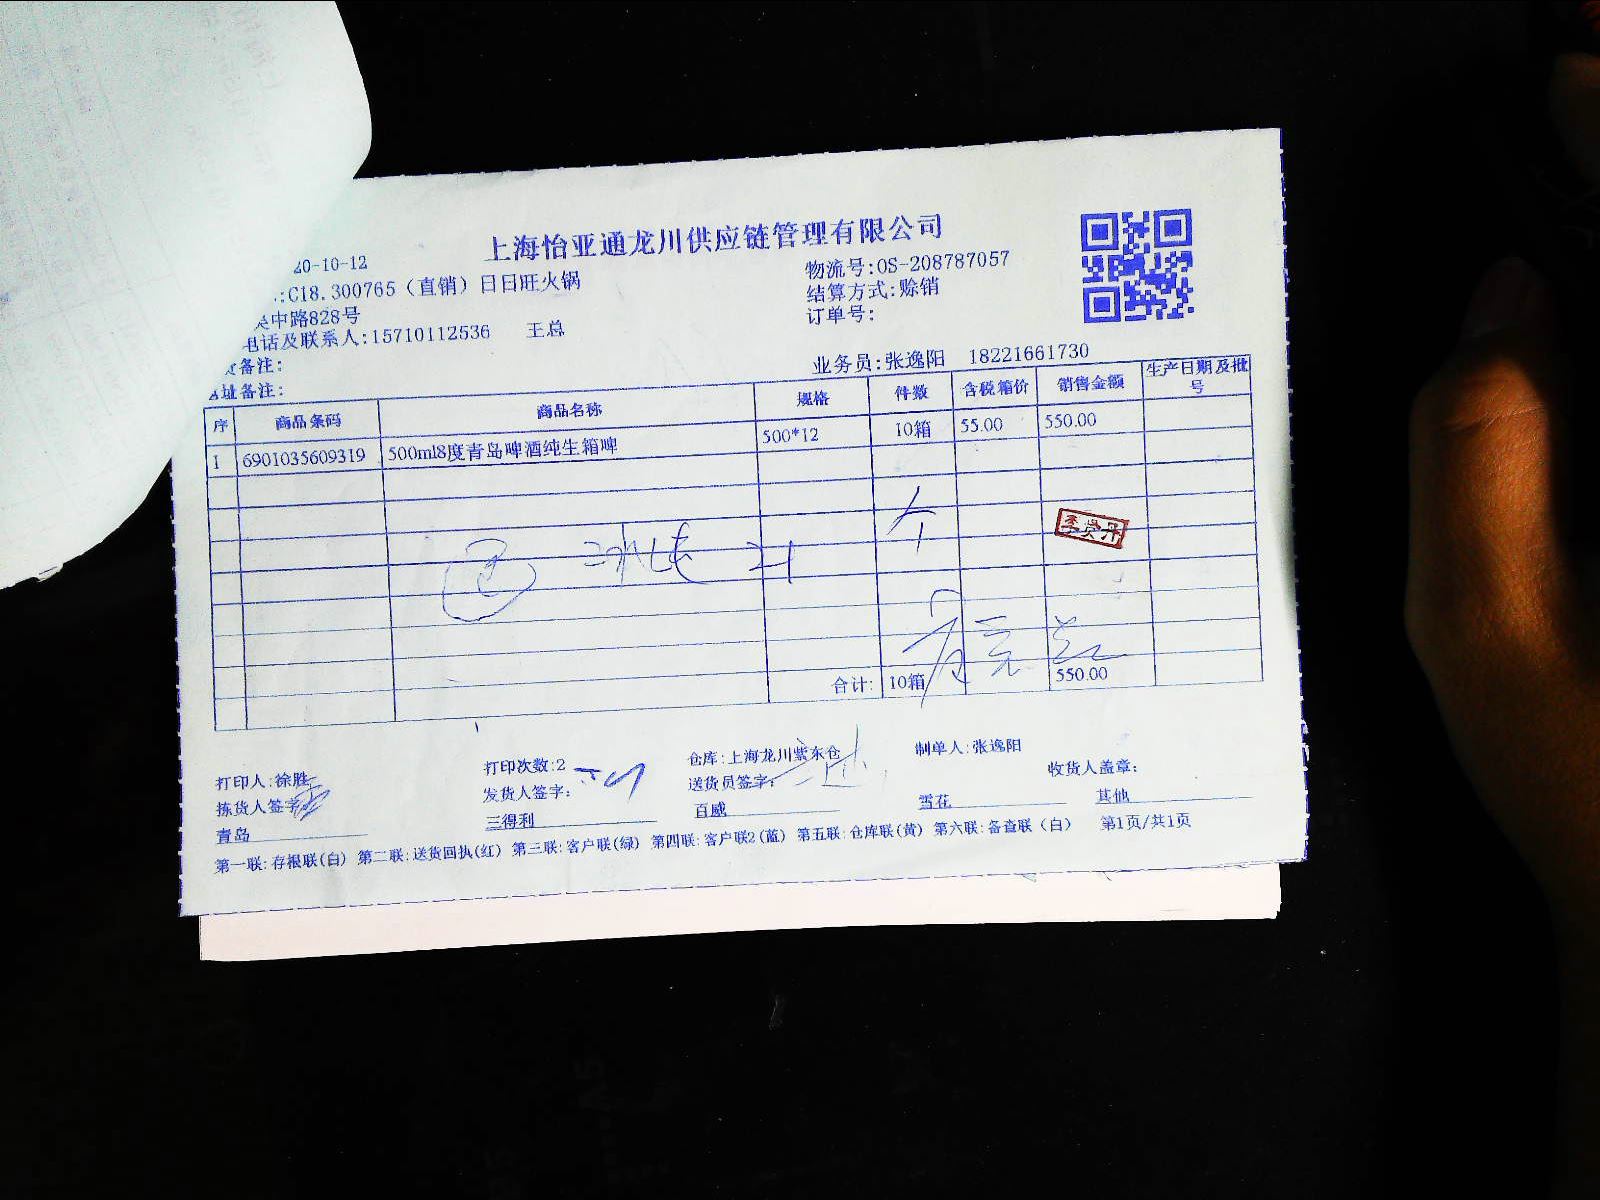 上海怡亚通龙川供应链管理有限公司
20-10-12
物流号:OS-208787057
:C18.300765（直销）日日旺火锅
结算方式:赊销
中路828号
订单号:
电话及联系人:15710112536 王总
备注:
业务员:张逸阳 18221661730
址备注:
序 商品条码 商品名称 规格 件数 含税箱价 销售金额 生产日期及批号
1 6901035609319 500ml8度青岛啤酒纯生箱啤 500*12 10箱 55.00 550.00
合计: 10箱 550.00
打印人:徐胜 打印次数:2 仓库:上海龙川紫东仓 制单人:张逸阳
拣货人签字 发货人签字: 送货员签字: 收货人盖章:
青岛 三得利 百威 雪花 其他
第一联:存根联(白) 第二联:送货回执(红) 第三联:客户联(绿) 第四联:客户联2(蓝) 第五联:仓库联(黄) 第六联:备查联（白） 第1页/共1页